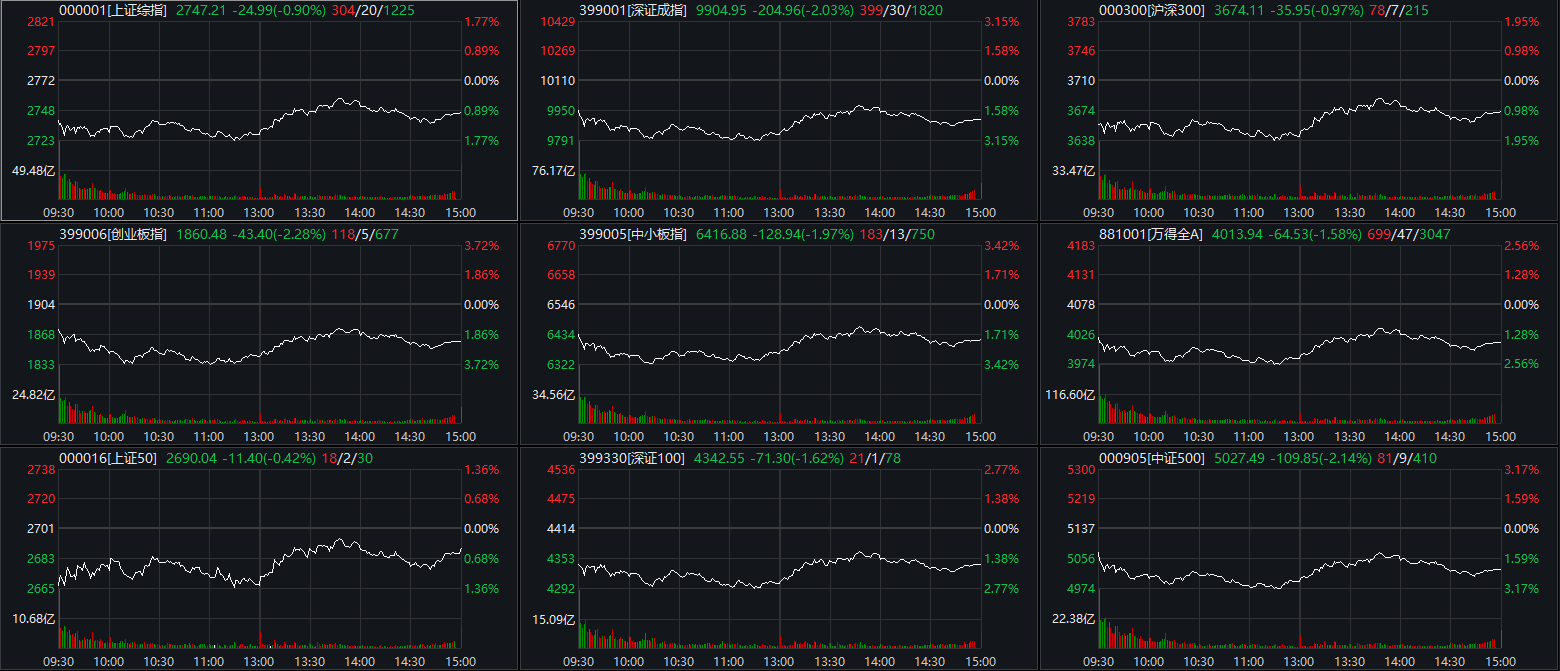 000001[上证综指] 2747.21 -24.99(-0.90%) 304/20/1225
2821 1.77%
2797 0.89%
2772 0.00%
2748 0.89%
2723 1.77%
49.48亿
09:30 10:00 10:30 11:00 13:00 13:30 14:00 14:30 15:00
399001[深证成指] 9904.95 -204.96(-2.03%) 399/30/1820
10429 3.15%
10269 1.58%
10110 0.00%
9950 1.58%
9791 3.15%
76.17亿
09:30 10:00 10:30 11:00 13:00 13:30 14:00 14:30 15:00
000300[沪深300] 3674.11 -35.95(-0.97%) 78/7/215
3783 1.95%
3746 0.98%
3710 0.00%
3674 0.98%
3638 1.95%
33.47亿
09:30 10:00 10:30 11:00 13:00 13:30 14:00 14:30 15:00
399006[创业板指] 1860.48 -43.40(-2.28%) 118/5/677
1975 3.72%
1939 1.86%
1904 0.00%
1868 1.86%
1833 3.72%
24.82亿
09:30 10:00 10:30 11:00 13:00 13:30 14:00 14:30 15:00
399005[中小板指] 6416.88 -128.94(-1.97%) 183/13/750
6770 3.42%
6658 1.71%
6546 0.00%
6434 1.71%
6322 3.42%
34.56亿
09:30 10:00 10:30 11:00 13:00 13:30 14:00 14:30 15:00
881001[万得全A] 4013.94 -64.53(-1.58%) 699/47/3047
4183 2.56%
4131 1.28%
4078 0.00%
4026 1.28%
3974 2.56%
116.60亿
09:30 10:00 10:30 11:00 13:00 13:30 14:00 14:30 15:00
000016[上证50] 2690.04 -11.40(-0.42%) 18/2/30
2738 1.36%
2720 0.68%
2701 0.00%
2683 0.68%
2665 1.36%
10.68亿
09:30 10:00 10:30 11:00 13:00 13:30 14:00 14:30 15:00
399330[深证100] 4342.55 -71.30(-1.62%) 21/1/78
4536 2.77%
4475 1.38%
4414 0.00%
4353 1.38%
4292 2.77%
15.09亿
09:30 10:00 10:30 11:00 13:00 13:30 14:00 14:30 15:00
000905[中证500] 5027.49 -109.85(-2.14%) 81/9/410
5300 3.17%
5219 1.59%
5137 0.00%
5056 1.59%
4974 3.17%
22.38亿
09:30 10:00 10:30 11:00 13:00 13:30 14:00 14:30 15:00